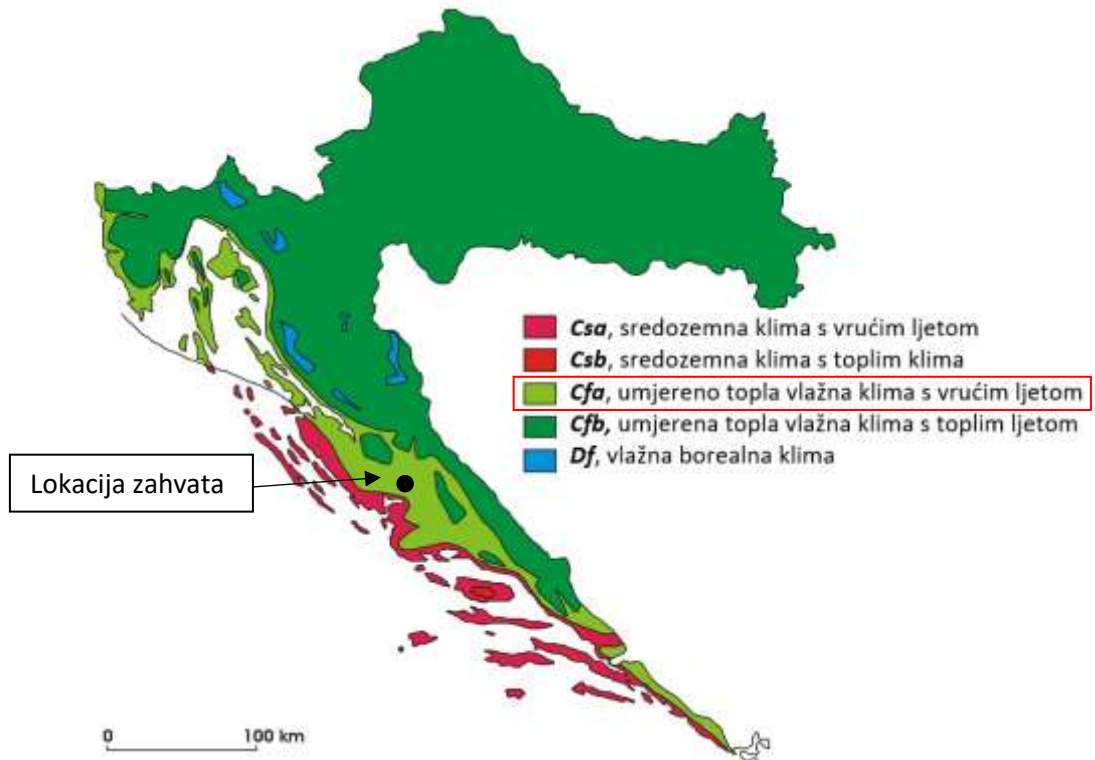 Csa, sredozemna klima s vrućim ljetom
Csb, sredozemna klima s toplim klima
Cfa, umjereno topla vlažna klima s vrućim ljetom
Cfb, umjerena topla vlažna klima s toplim ljetom
Df, vlažna borealna klima
Lokacija zahvata
0 100 km